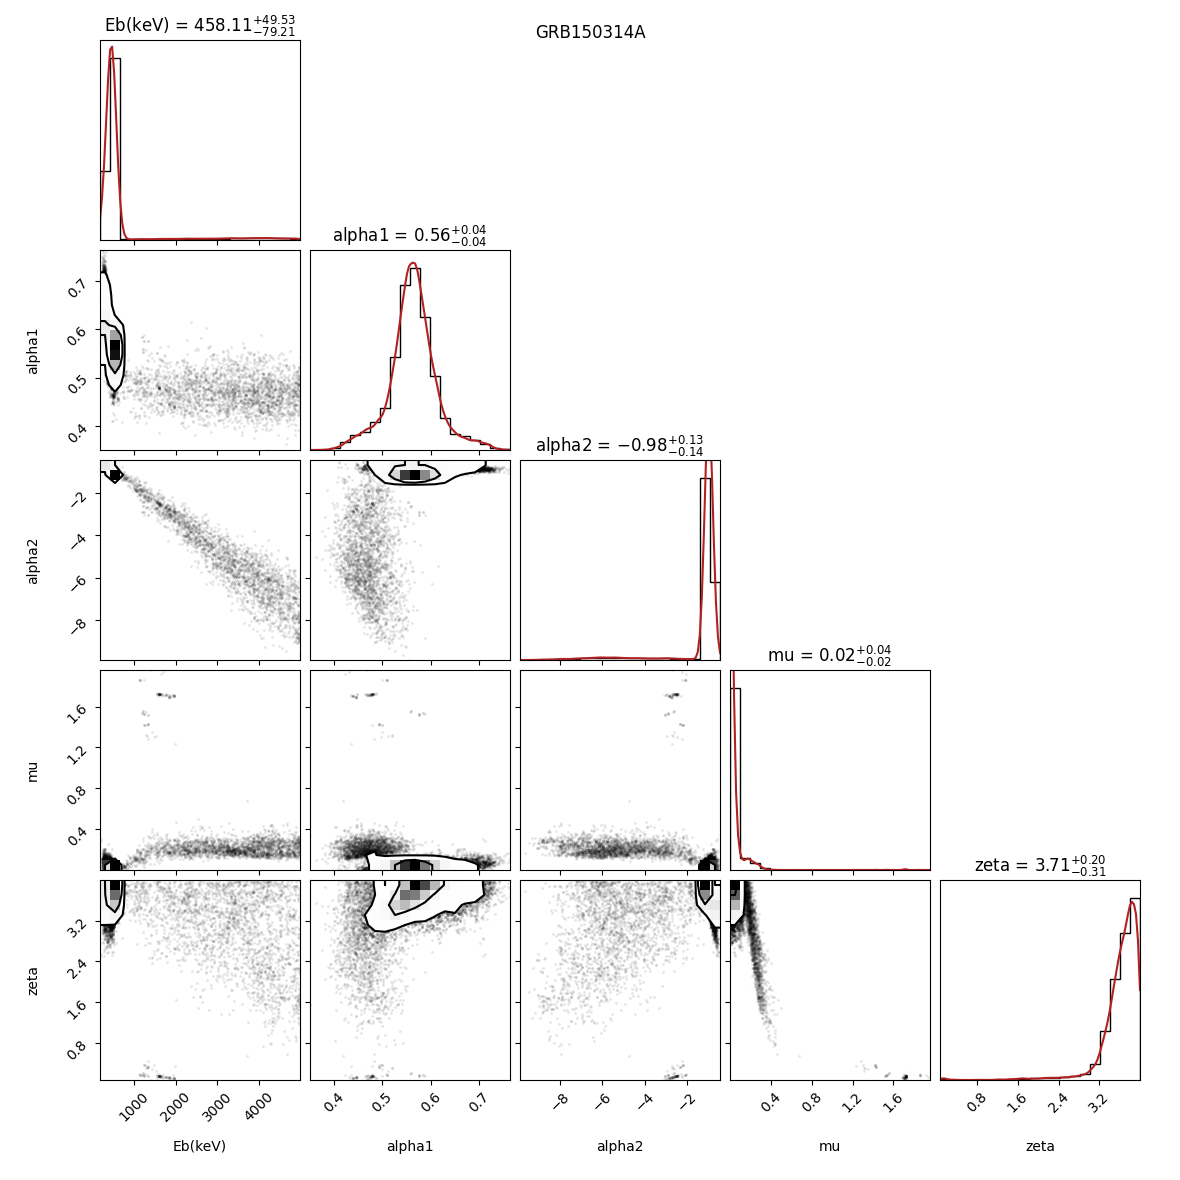 GRB150314A
Eb(keV) = 458.11+49.53 −79.21
alpha1 = 0.56+0.04 −0.04
alpha2 = −0.98+0.13 −0.14
mu = 0.02+0.04 −0.02
zeta = 3.71+0.20 −0.31
0.7
0.6
0.5
0.4
alpha1
−2
−4
−6
−8
alpha2
1.6
1.2
0.8
0.4
mu
3.2
2.4
1.6
0.8
zeta
1000 2000 3000 4000
0.4 0.5 0.6 0.7
−8 −6 −4 −2
0.4 0.8 1.2 1.6
0.8 1.6 2.4 3.2
Eb(keV) alpha1 alpha2 mu zeta